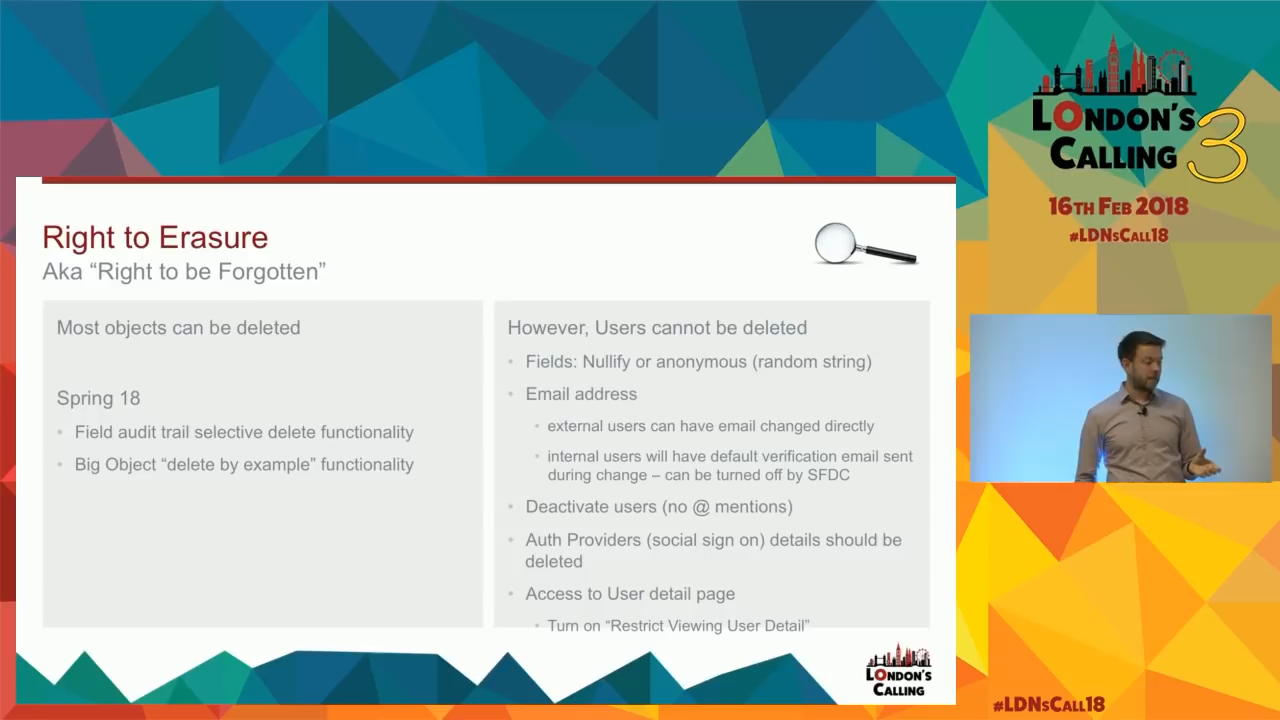 Right to Erasure
Aka “Right to be Forgotten”
Most objects can be deleted
Spring 18
• Field audit trail selective delete functionality
• Big Object “delete by example” functionality
However, Users cannot be deleted
• Fields: Nullify or anonymous (random string)
• Email address
• external users can have email changed directly
• internal users will have default verification email sent
during change – can be turned off by SFDC
• Deactivate users (no @ mentions)
• Auth Providers (social sign on) details should be
deleted
• Access to User detail page
• Turn on “Restrict Viewing User Detail”
LONDON'S
CALLING
LONDON'S
CALLING 3
16TH FEB 2018
#LDNSCALL18
#LDNSCALL18